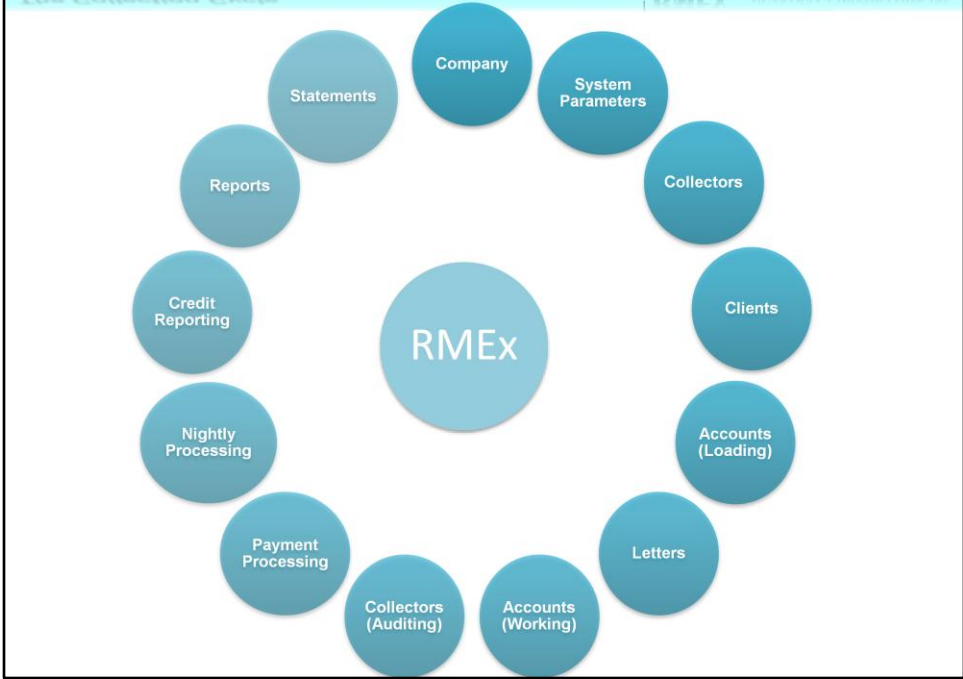 Company
System
Parameters
Collectors
Clients
Accounts
(Loading)
Letters
Accounts
(Working)
Collectors
(Auditing)
Payment
Processing
Nightly
Processing
Credit
Reporting
Reports
Statements
RMEx